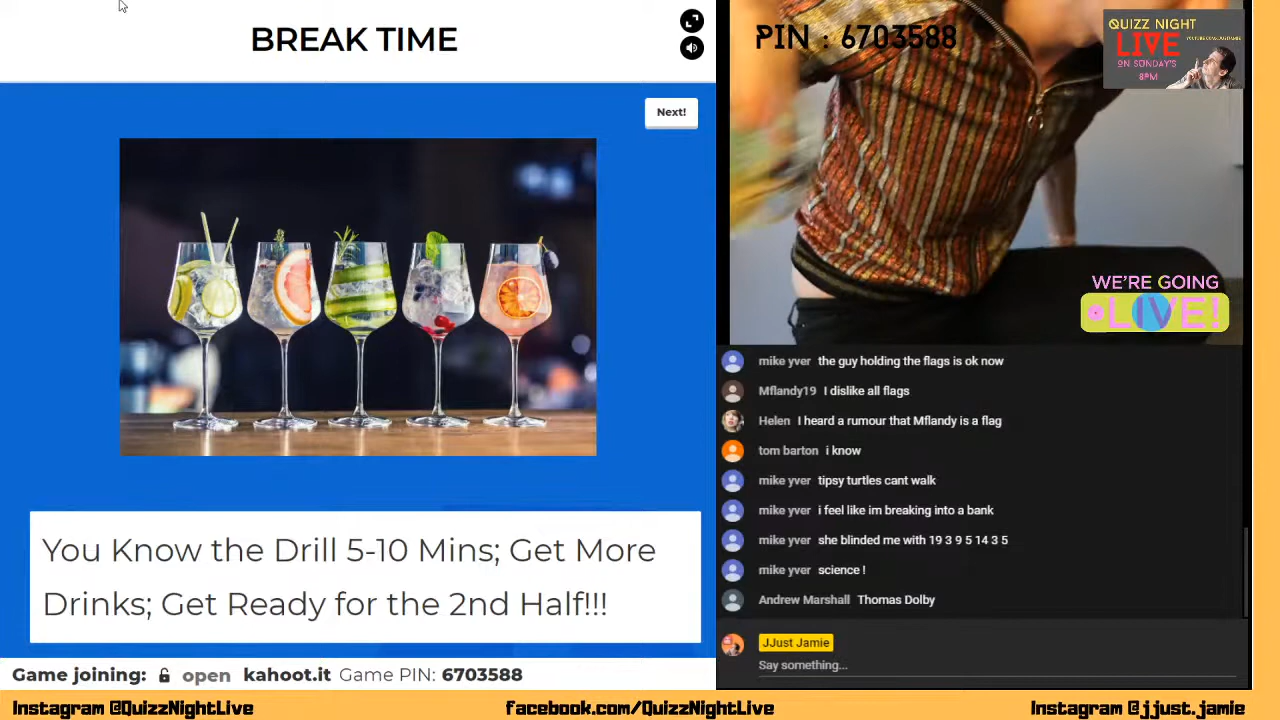 BREAK TIME
Next!
You Know the Drill 5-10 Mins; Get More
Drinks; Get Ready for the 2nd Half!!!
Game joining: open kahoot.it Game PIN: 6703588
PIN : 6703588
QUIZZ NIGHT
LIVE
ON SUNDAY'S
8PM
WE'RE GOING
LIVE!
mike yver the guy holding the flags is ok now
Mflandy19 I dislike all flags
Helen I heard a rumour that Mflandy is a flag
tom barton i know
mike yver tipsy turtles cant walk
mike yver i feel like im breaking into a bank
mike yver she blinded me with 19 3 9 5 14 3 5
mike yver science !
Andrew Marshall Thomas Dolby
JJust Jamie
Say something...
Instagram @QuizzNightLive facebook.com/QuizzNightLive Instagram @jjust.jamie